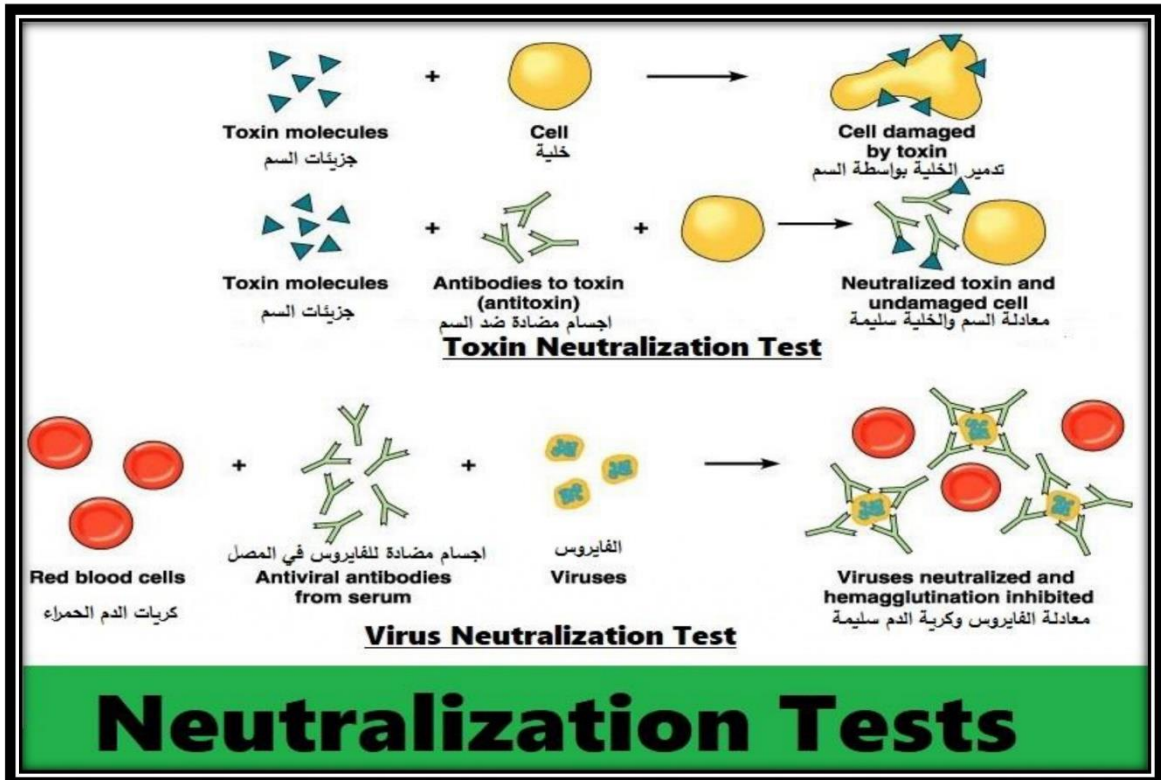 Toxin molecules
جزيئات السم
+
Cell
خلية
Cell damaged
by toxin
تدمير الخلية بواسطة السم
Toxin molecules
جزيئات السم
+
Antibodies to toxin
(antitoxin)
اجسام مضادة ضد السم
+
Neutralized toxin and
undamaged cell
معادلة السم والخلية سليمة
Toxin Neutralization Test
Red blood cells
كريات الدم الحمراء
+
اجسام مضادة للفايروس في المصل
Antiviral antibodies
from serum
+
الفايروس
Viruses
Viruses neutralized and
hemagglutination inhibited
معادلة الفايروس وكرية الدم سليمة
Virus Neutralization Test
Neutralization Tests